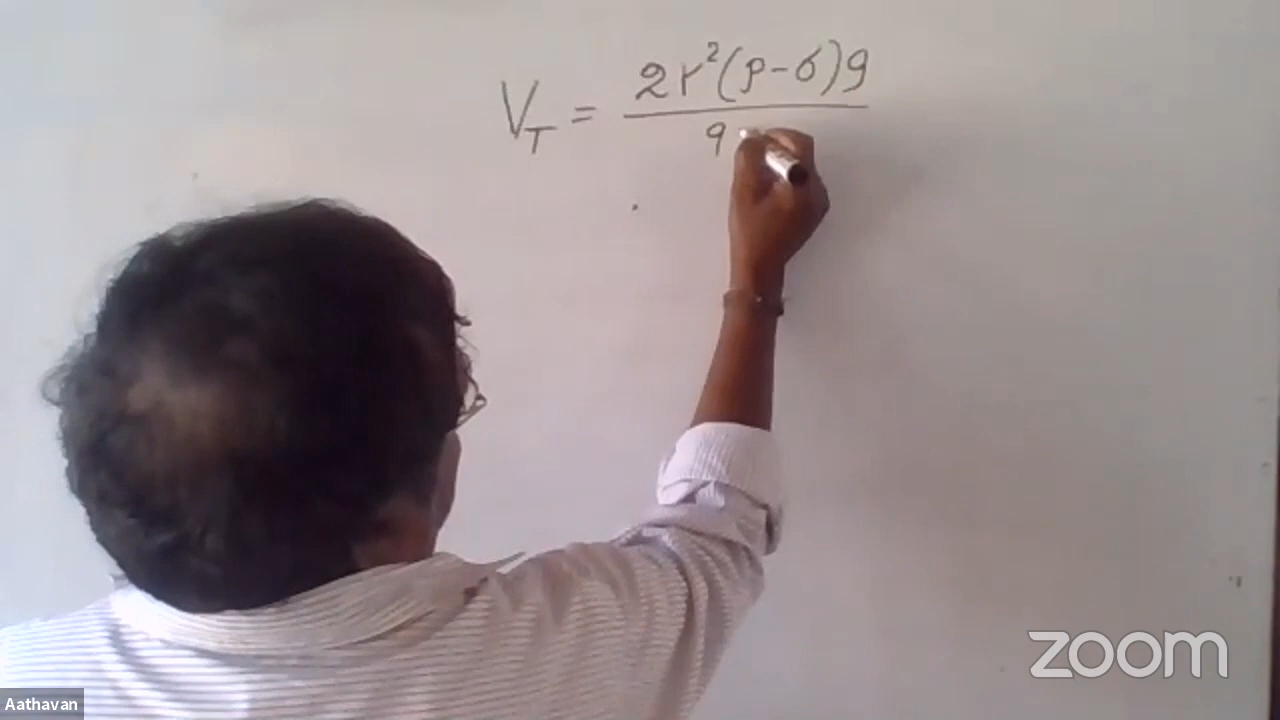 V_T = 2r²(ρ-σ)g
9
zoom
Aathavan